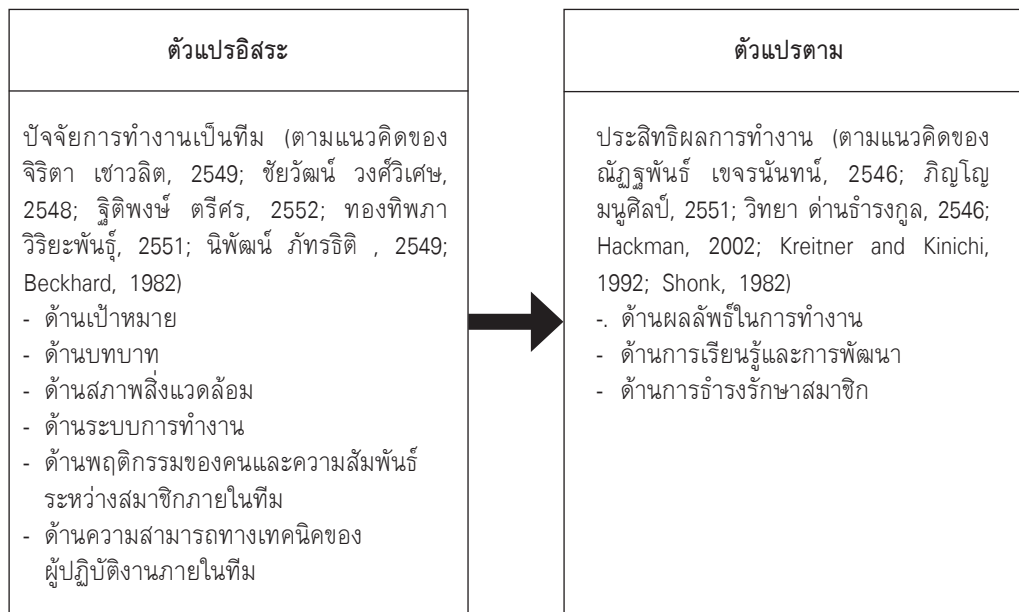 ตัวแปรอิสระ
ปัจจัยการทำงานเป็นทีม (ตามแนวคิดของ
จิริตา เชาวลิต, 2549; ชัยวัฒน์ วงศ์วิเศษ,
2548; ฐิติพงษ์ ตรีศร, 2552; ทองทิพภา
วิริยะพันธุ์, 2551; นิพัฒน์ ภัทรธิติ , 2549;
Beckhard, 1982)
- ด้านเป้าหมาย
- ด้านบทบาท
- ด้านสภาพสิ่งแวดล้อม
- ด้านระบบการทำงาน
- ด้านพฤติกรรมของคนและความสัมพันธ์
ระหว่างสมาชิกภายในทีม
- ด้านความสามารถทางเทคนิคของ
ผู้ปฏิบัติงานภายในทีม
ตัวแปรตาม
ประสิทธิผลการทำงาน (ตามแนวคิดของ
ณัฏฐพันธ์ เขจรนันทน์, 2546; ภิญโญ
มนูศิลป์, 2551; วิทยา ด่านธำรงกูล, 2546;
Hackman, 2002; Kreitner and Kinichi,
1992; Shonk, 1982)
-. ด้านผลลัพธ์ในการทำงาน
- ด้านการเรียนรู้และการพัฒนา
- ด้านการธำรงรักษาสมาชิก